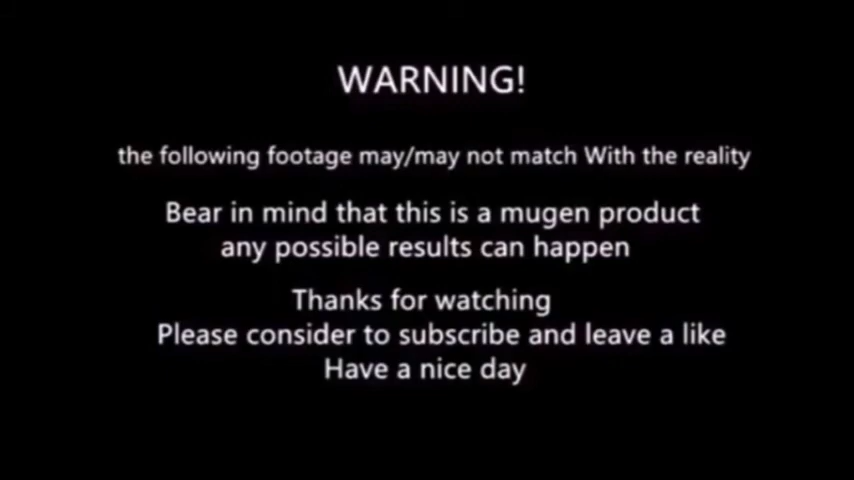 WARNING!
the following footage may/may not match With the reality
Bear in mind that this is a mugen product
any possible results can happen
Thanks for watching
Please consider to subscribe and leave a like
Have a nice day